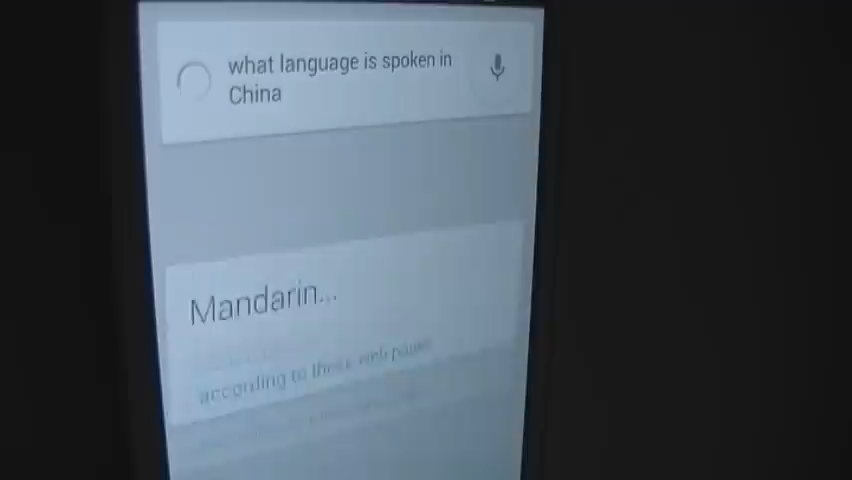 what language is spoken in
China
Mandarin...
according to these web pages